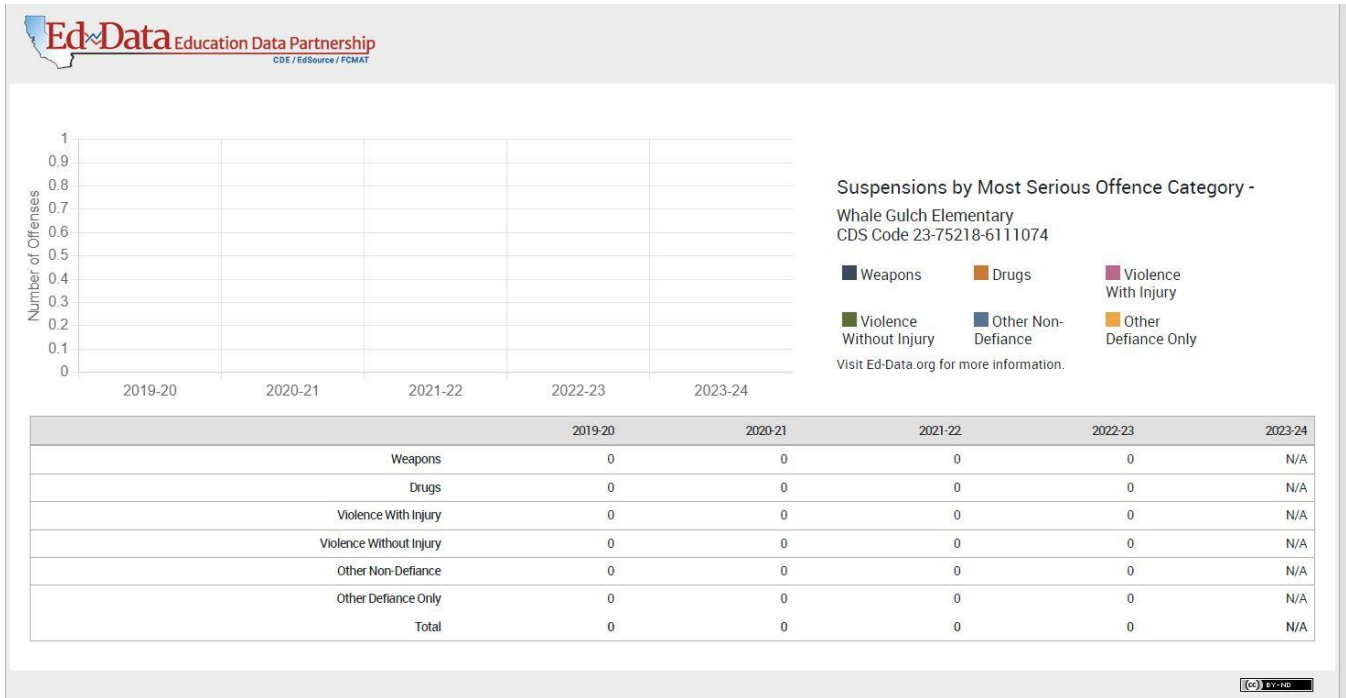 Ed Data Education Data Partnership
CDE / EdSource / FCMAT
1
0.9
0.8
0.7
0.6
0.5
0.4
0.3
0.2
0.1
0
Number of Offenses
2019-20 2020-21 2021-22 2022-23 2023-24
Suspensions by Most Serious Offence Category -
Whale Gulch Elementary
CDS Code 23-75218-6111074
Weapons Drugs Violence
With Injury
Violence Other Non- Other
Without Injury Defiance Defiance Only
Visit Ed-Data.org for more information.
2019-20 2020-21 2021-22 2022-23 2023-24
Weapons 0 0 0 0 N/A
Drugs 0 0 0 0 N/A
Violence With Injury 0 0 0 0 N/A
Violence Without Injury 0 0 0 0 N/A
Other Non-Defiance 0 0 0 0 N/A
Other Defiance Only 0 0 0 0 N/A
Total 0 0 0 0 N/A
(cc) BY-ND